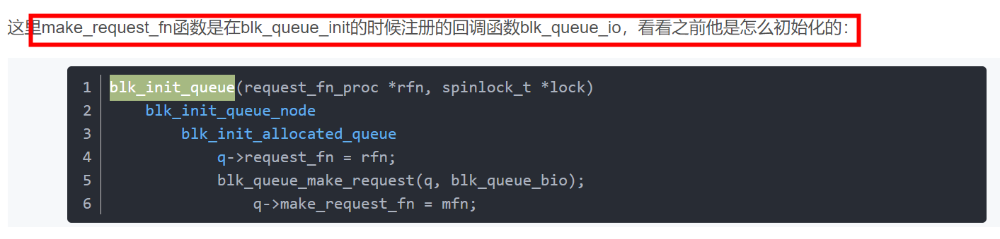 这里make_request_fn函数是在blk_queue_init的时候注册的回调函数blk_queue_io，看看之前他是怎么初始化的：
1 blk_init_queue(request_fn_proc *rfn, spinlock_t *lock)
2     blk_init_queue_node
3         blk_init_allocated_queue
4             q->request_fn = rfn;
5             blk_queue_make_request(q, blk_queue_bio);
6                 q->make_request_fn = mfn;